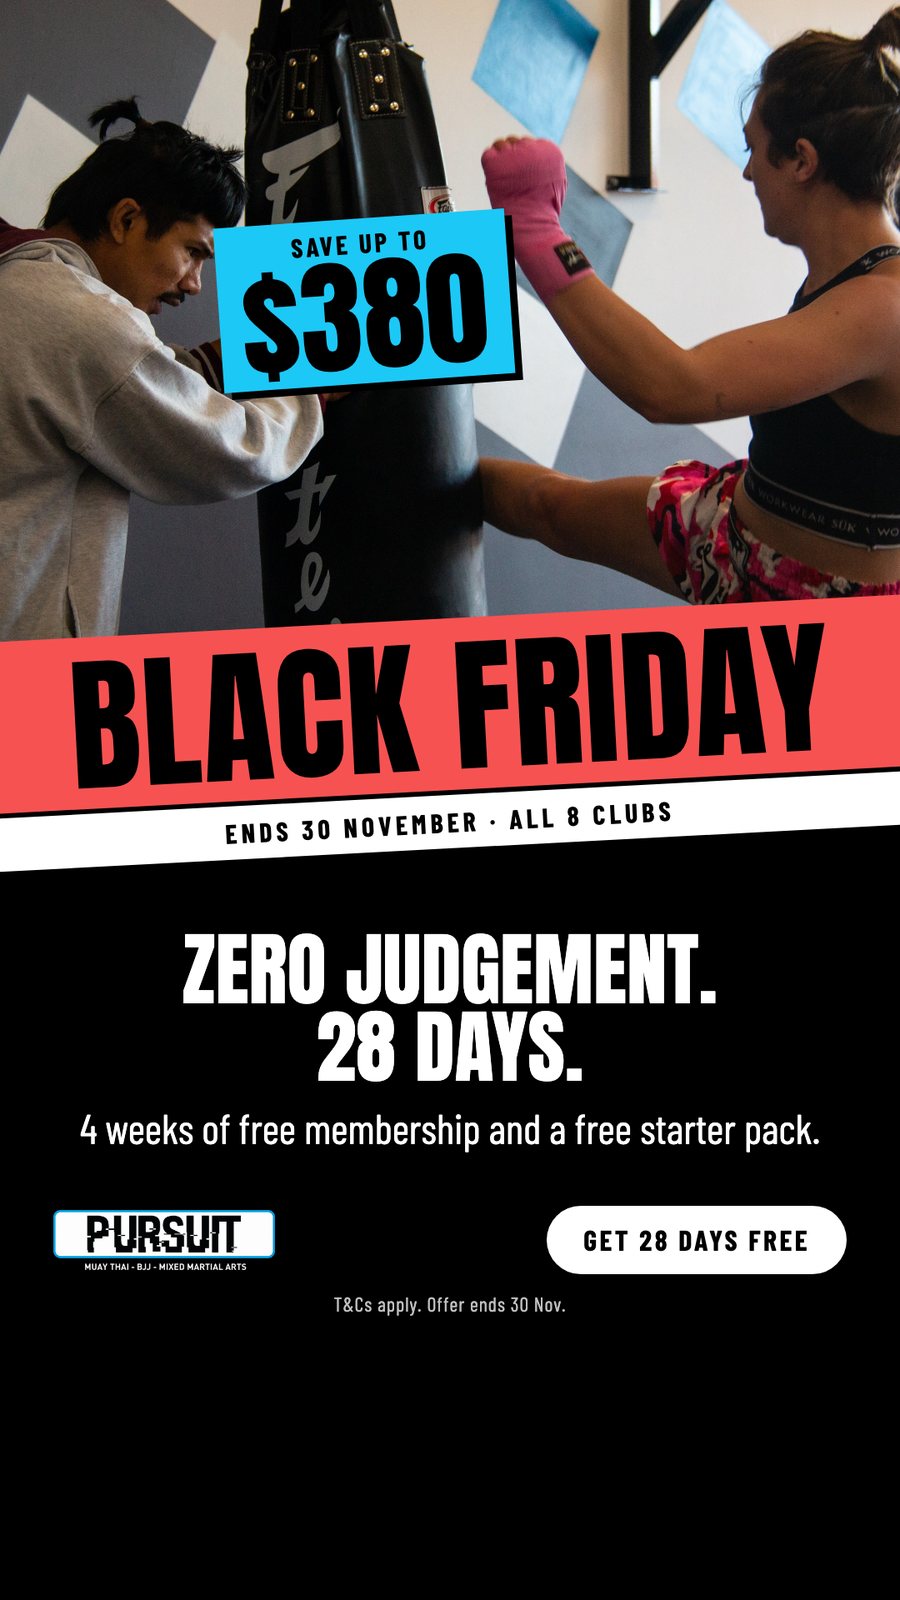 SAVE UP TO
$380
WORKWEAR SÜK
BLACK FRIDAY
ENDS 30 NOVEMBER · ALL 8 CLUBS
ZERO JUDGEMENT.
28 DAYS.
4 weeks of free membership and a free starter pack.
PURSUIT
MUAY THAI - BJJ - MIXED MARTIAL ARTS
GET 28 DAYS FREE
T&Cs apply. Offer ends 30 Nov.